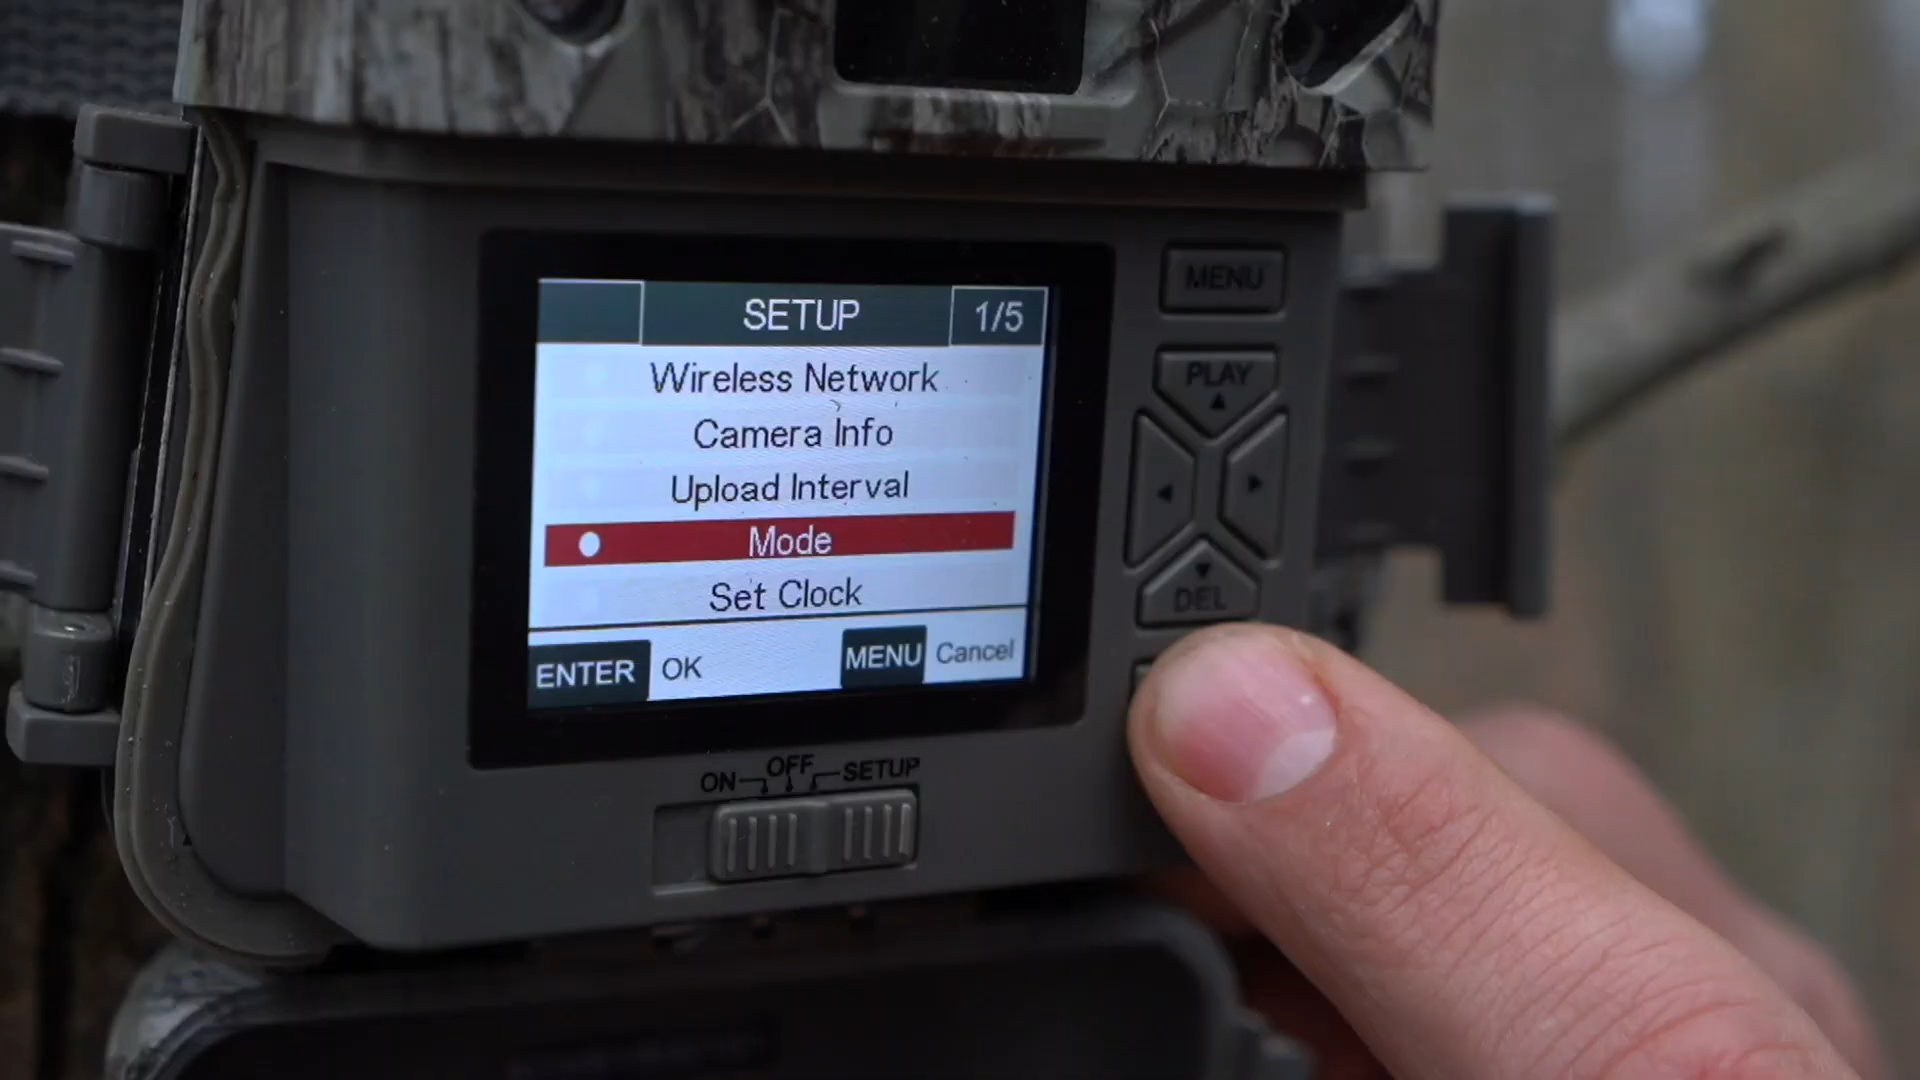 SETUP 1/5
Wireless Network
Camera Info
Upload Interval
Mode
Set Clock
ENTER OK MENU Cancel
MENU
PLAY
DEL
ON OFF SETUP